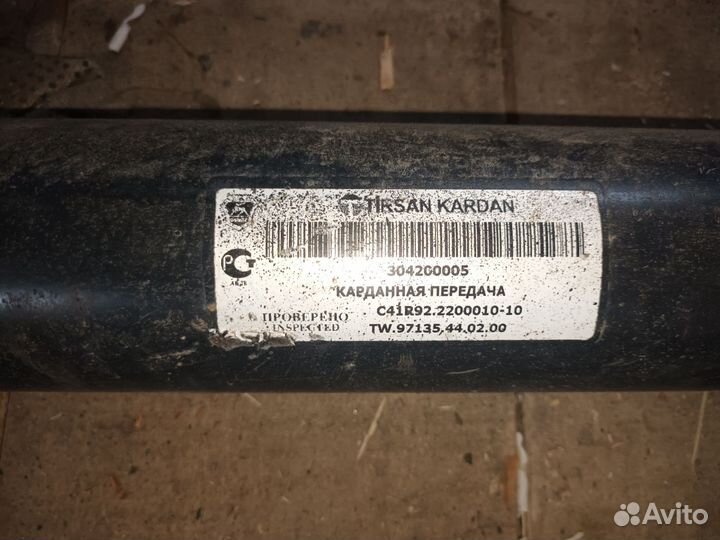 TIRSAN KARDAN
304200005
КАРДАННАЯ ПЕРЕДАЧА
ПРОВЕРЕНО
INSPECTED
C41R92.2200010-10
TW.97135.44.02.00
Avito